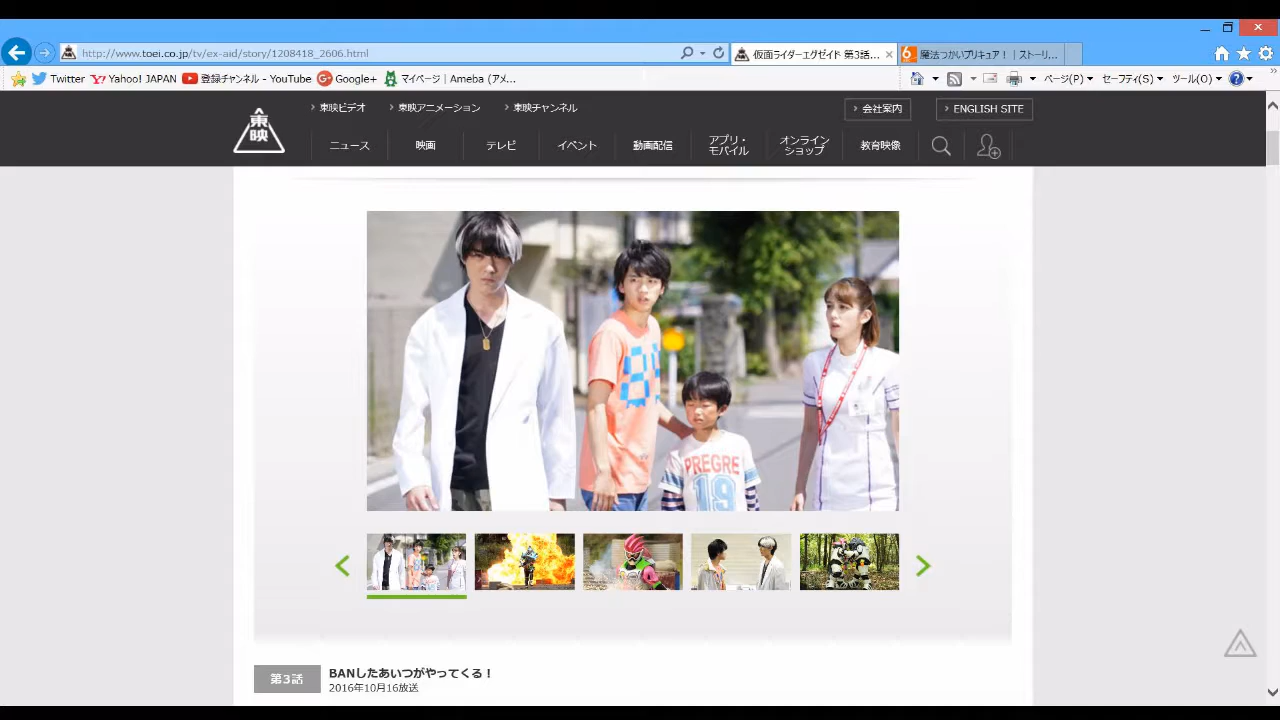 http://www.toei.co.jp/tv/ex-aid/story/1208418_2606.html
仮面ライダーエグゼイド 第3話...
魔法つかいプリキュア！｜ストーリ...
Twitter
Yahoo! JAPAN
登録チャンネル - YouTube
Google+
マイページ｜Ameba (アメ...
ページ(P)
セーフティ(S)
ツール(O)
東映
東映ビデオ
東映アニメーション
東映チャンネル
会社案内
ENGLISH SITE
ニュース
映画
テレビ
イベント
動画配信
アプリ・
モバイル
オンライン
ショップ
教育映像
PREGRE
19
第3話
BANしたあいつがやってくる！
2016年10月16放送